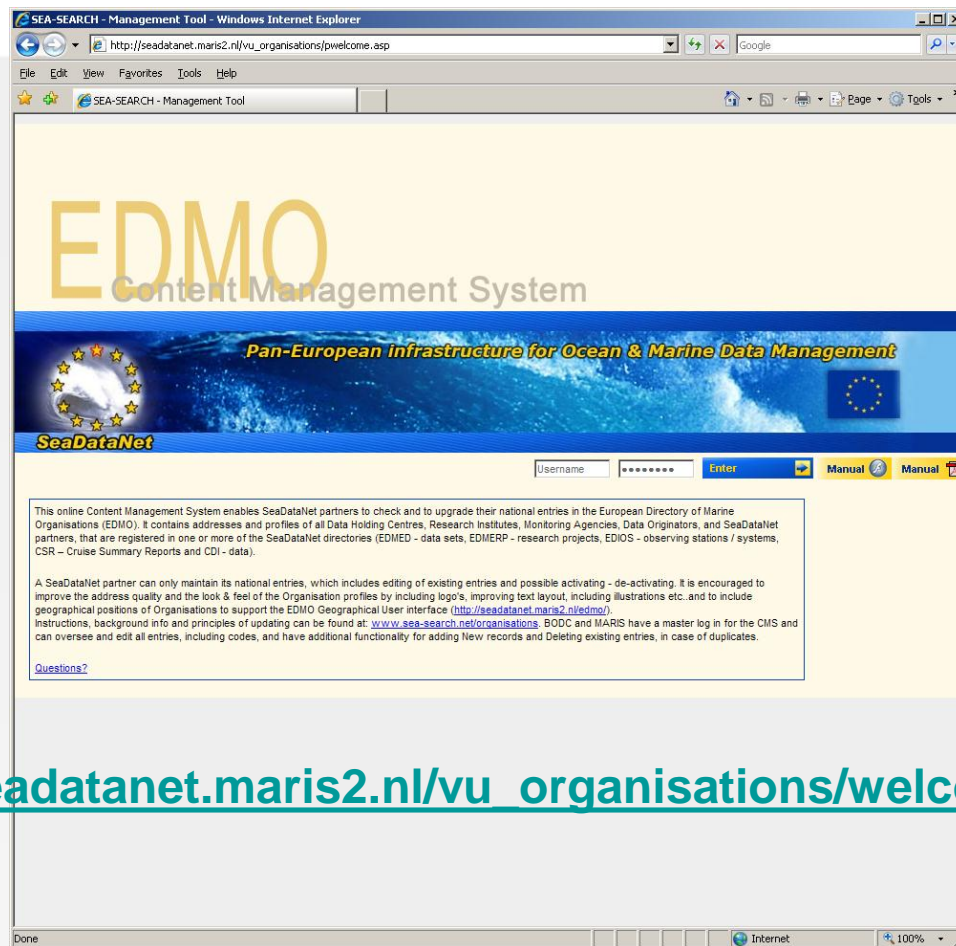 SEA-SEARCH - Management Tool - Windows Internet Explorer
http://seadatanet.maris2.nl/vu_organisations/pwelcome.asp
Google
File Edit View Favorites Tools Help
SEA-SEARCH - Management Tool
Page Tools
EDMO
Content Management System
Pan-European infrastructure for Ocean & Marine Data Management
SeaDataNet
Username
Enter
Manual
Manual
This online Content Management System enables SeaDataNet partners to check and to upgrade their national entries in the European Directory of Marine
Organisations (EDMO). It contains addresses and profiles of all Data Holding Centres, Research Institutes, Monitoring Agencies, Data Originators, and SeaDataNet
partners, that are registered in one or more of the SeaDataNet directories (EDMED - data sets, EDMERP - research projects, EDIOS - observing stations / systems,
CSR – Cruise Summary Reports and CDI - data).
A SeaDataNet partner can only maintain its national entries, which includes editing of existing entries and possible activating - de-activating. It is encouraged to
improve the address quality and the look & feel of the Organisation profiles by including logo's, improving text layout, including illustrations etc..and to include
geographical positions of Organisations to support the EDMO Geographical User interface (http://seadatanet.maris2.nl/edmo/).
Instructions, background info and principles of updating can be found at: www.sea-search.net/organisations. BODC and MARIS have a master log in for the CMS and
can oversee and edit all entries, including codes, and have additional functionality for adding New records and Deleting existing entries, in case of duplicates.
Questions?
eadatanet.maris2.nl/vu_organisations/welc
Done
Internet
100%